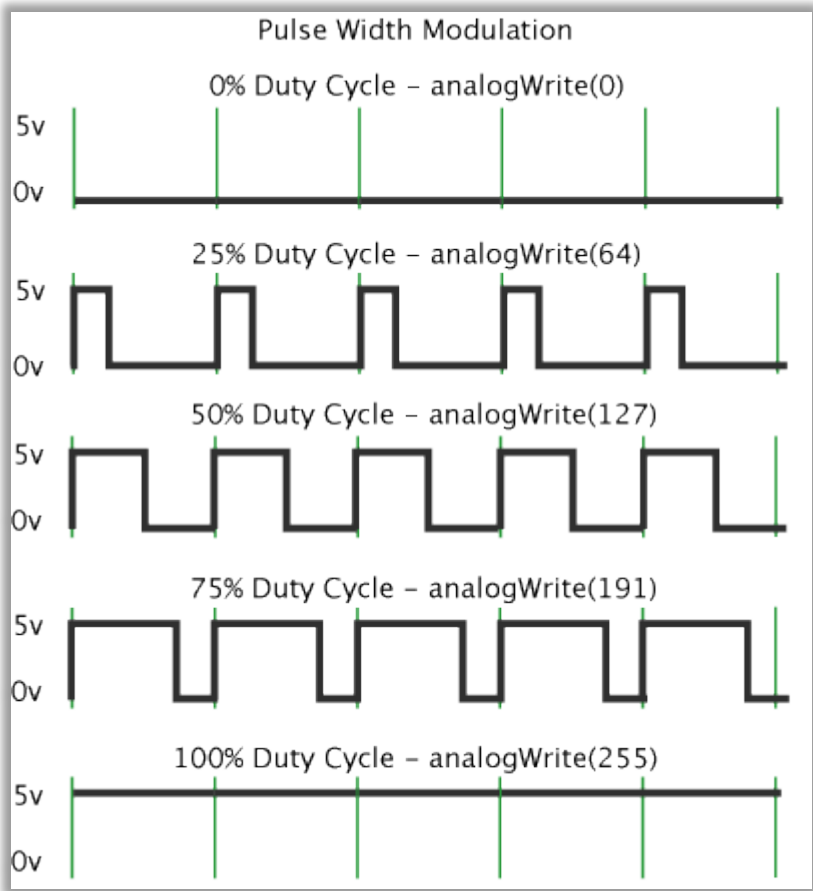 Pulse Width Modulation
0% Duty Cycle – analogWrite(0)
5v
0v
25% Duty Cycle – analogWrite(64)
5v
0v
50% Duty Cycle – analogWrite(127)
5v
0v
75% Duty Cycle – analogWrite(191)
5v
0v
100% Duty Cycle – analogWrite(255)
5v
0v